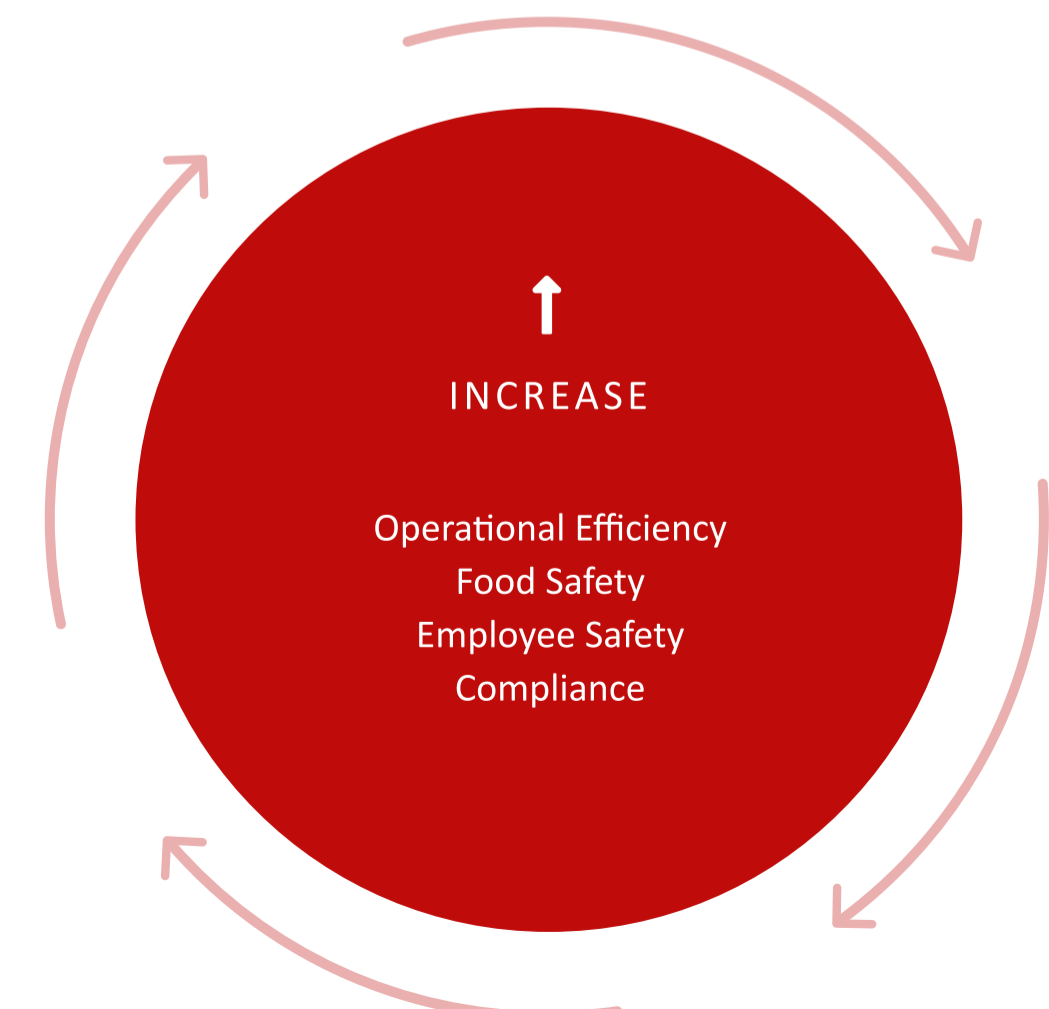 INCREASE
Operational Efficiency
Food Safety
Employee Safety
Compliance